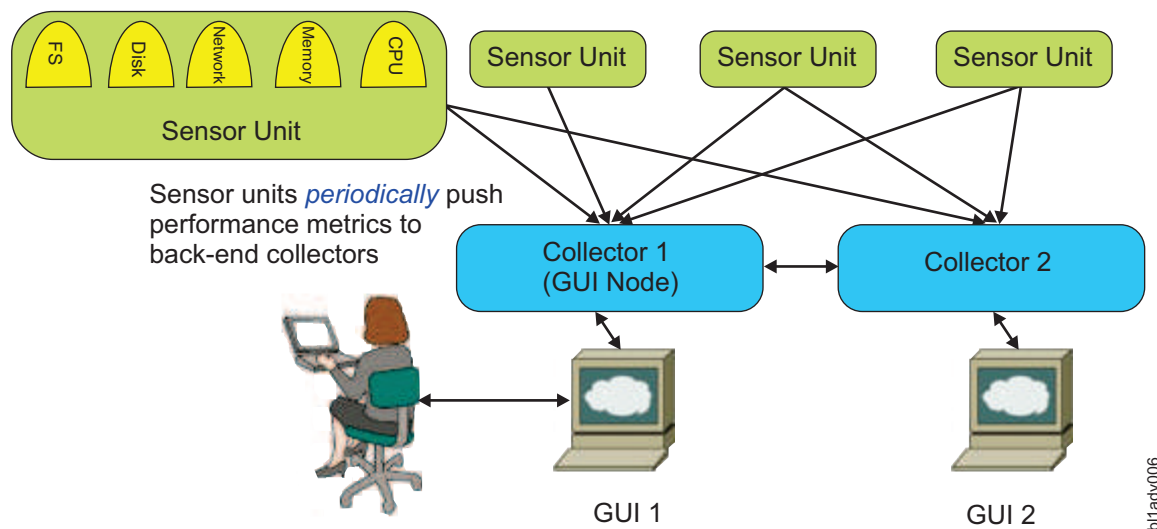 FS
Disk
Network
Memory
CPU
Sensor Unit
Sensor Unit
Sensor Unit
Sensor Unit
Sensor units periodically push
performance metrics to
back-end collectors
Collector 1
(GUI Node)
Collector 2
GUI 1
GUI 2